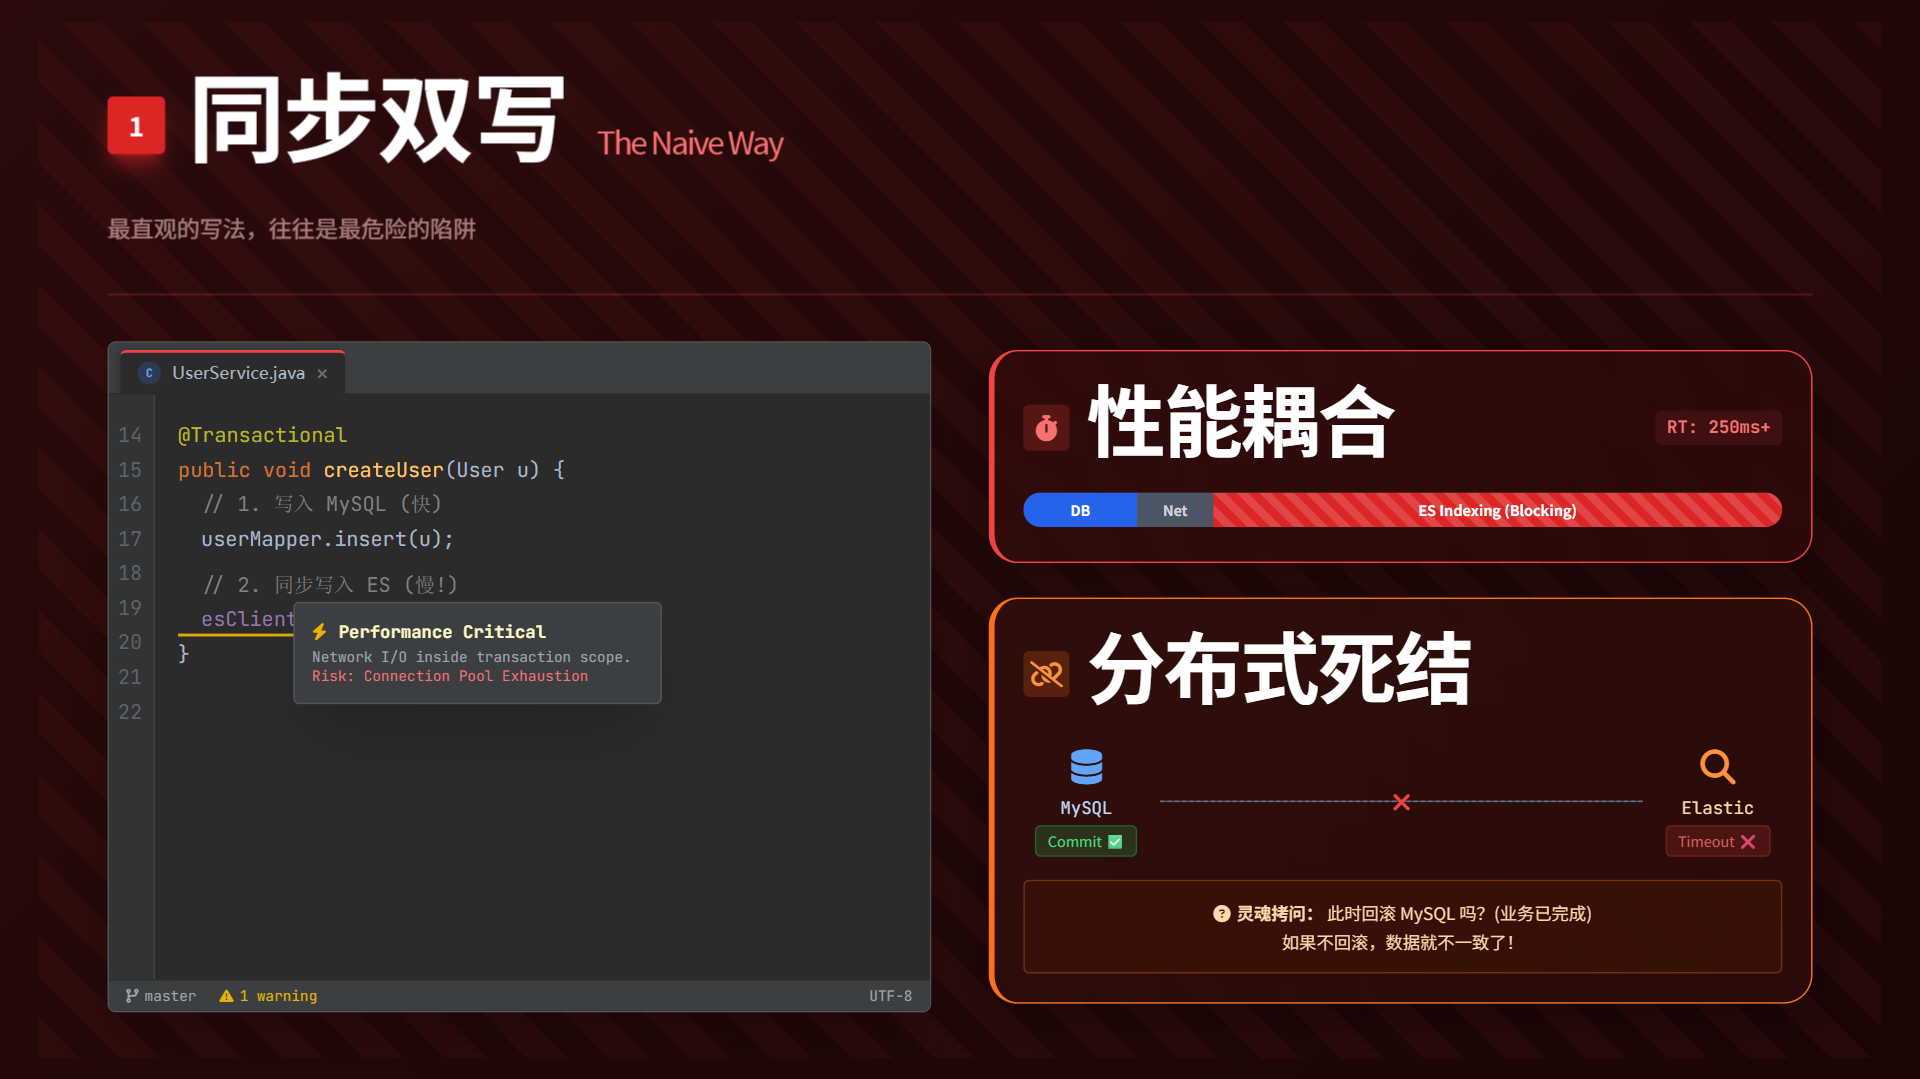 1
同步双写 The Naive Way
最直观的写法，往往是最危险的陷阱
C UserService.java ×
14 @Transactional
15 public void createUser(User u) {
16 // 1. 写入 MySQL (快)
17 userMapper.insert(u);
18 // 2. 同步写入 ES (慢!)
19 esClient
20 }
21
22
Performance Critical
Network I/O inside transaction scope.
Risk: Connection Pool Exhaustion
master 1 warning UTF-8
性能耦合 RT: 250ms+
DB Net ES Indexing (Blocking)
分布式死结
MySQL Elastic
Commit ✅ Timeout ❌
灵魂拷问： 此时回滚 MySQL 吗？(业务已完成)
如果不回滚，数据就不一致了！